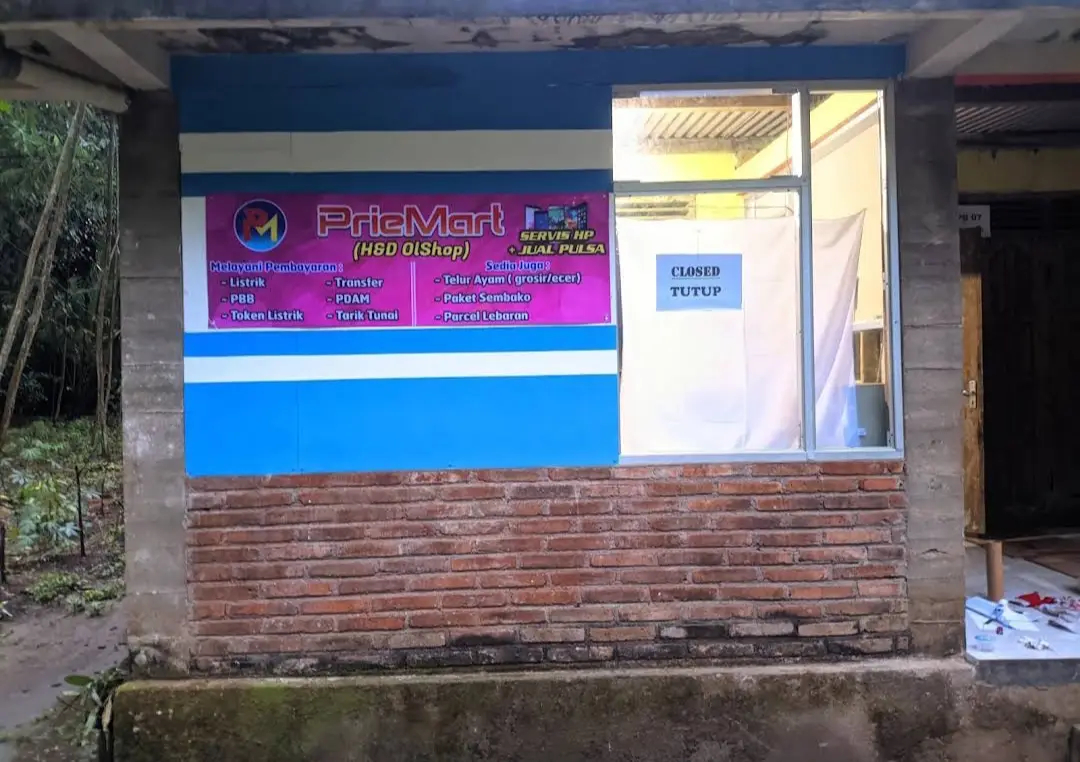 PM
PrieMart
(H&D OlShop)
SERVIS HP
+ JUAL PULSA
Melayani Pembayaran :
- Listrik
- PBB
- Token Listrik
- Transfer
- PDAM
- Tarik Tunai
Sedia Juga :
- Telur Ayam ( grosir/ecer)
- Paket Sembako
- Parcel Lebaran
CLOSED
TUTUP